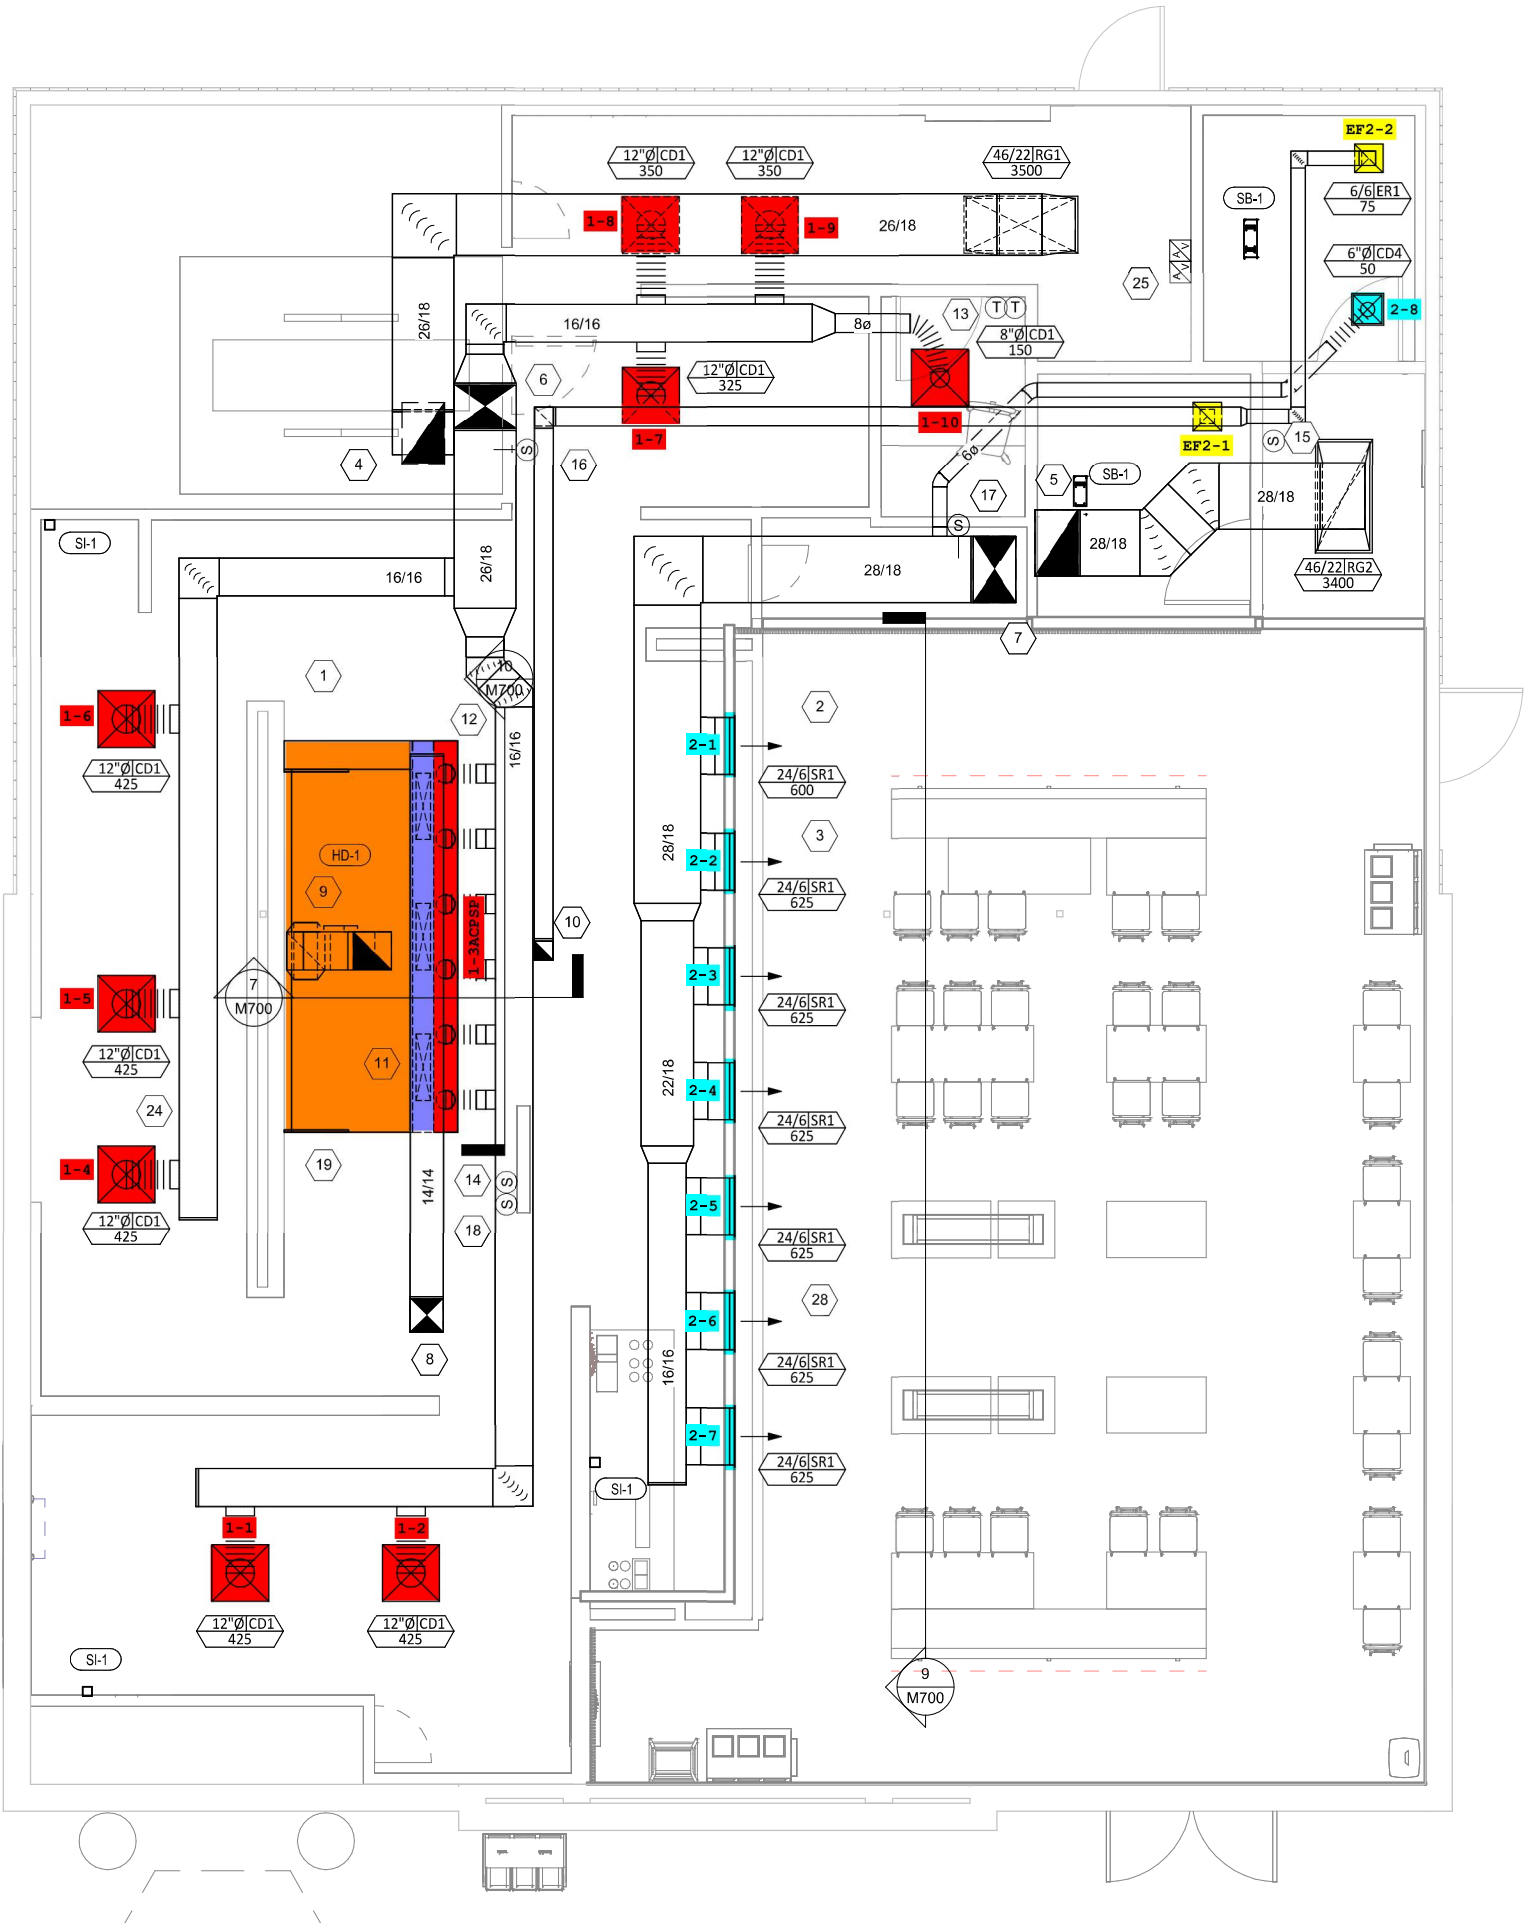 EF2-2
12"Ø CD1
350
12"Ø CD1
350
46/22 RG1
3500
6/6 ER1
75
SB-1
1-8
1-9
26/18
6"Ø CD4
50
A V
A V
25
2-8
26/18
16/16
8ø
13
T T
8"Ø CD1
150
12"Ø CD1
325
6
1-10
1-7
EF2-1
S
15
4
S
16
6ø
5
SB-1
17
28/18
S
SI-1
28/18
46/22 RG2
3400
16/16
26/18
28/18
7
1
10
M700
12
16/16
2
1-6
2-1
12"Ø CD1
425
24/6 SR1
600
3
28/18
HD-1
2-2
9
24/6 SR1
625
1-3ACPSP
10
2-3
7
M700
1-5
24/6 SR1
625
12"Ø CD1
425
11
22/18
2-4
24
24/6 SR1
625
1-4
19
14/14
14
S
S
2-5
12"Ø CD1
425
18
24/6 SR1
625
28
2-6
8
16/16
24/6 SR1
625
2-7
24/6 SR1
625
SI-1
1-1
1-2
12"Ø CD1
425
12"Ø CD1
425
SI-1
9
M700